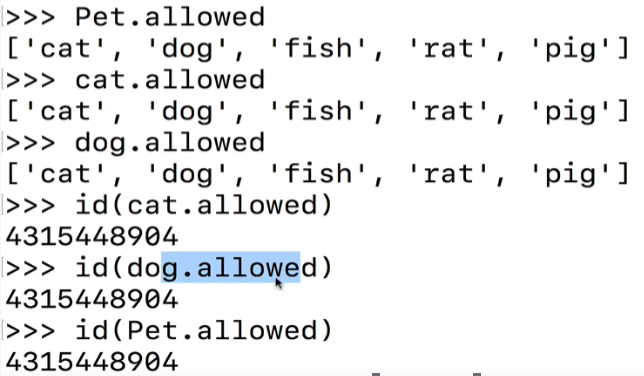 >>> Pet.allowed
['cat', 'dog', 'fish', 'rat', 'pig']
>>> cat.allowed
['cat', 'dog', 'fish', 'rat', 'pig']
>>> dog.allowed
['cat', 'dog', 'fish', 'rat', 'pig']
>>> id(cat.allowed)
4315448904
>>> id(dog.allowed)
4315448904
>>> id(Pet.allowed)
4315448904